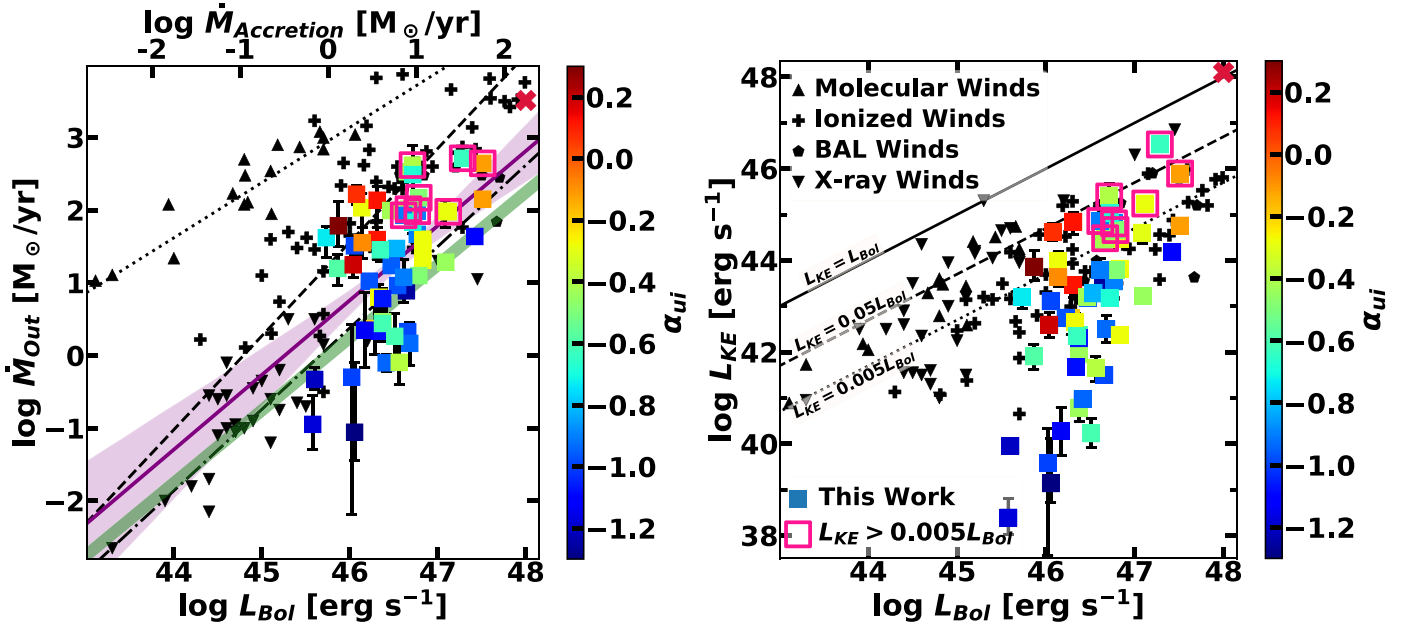 log Ṁ_Accretion [M_⊙/yr]
-2 -1 0 1 2
log Ṁ_Out [M_⊙/yr]
3
2
1
0
−1
−2
44 45 46 47 48
log L_Bol [erg s⁻¹]
0.2
0.0
−0.2
−0.4
−0.6
−0.8
−1.0
−1.2
α_ui
log L_KE [erg s⁻¹]
48
46
44
42
40
38
Molecular Winds
Ionized Winds
BAL Winds
X-ray Winds
L_KE = L_Bol
L_KE = 0.05L_Bol
L_KE = 0.005L_Bol
This Work
L_KE > 0.005L_Bol
44 45 46 47 48
log L_Bol [erg s⁻¹]
0.2
0.0
−0.2
−0.4
−0.6
−0.8
−1.0
−1.2
α_ui